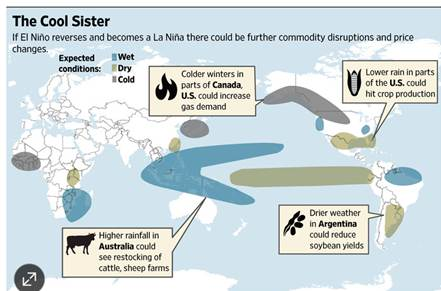 The Cool Sister
If El Niño reverses and becomes a La Niña there could be further commodity disruptions and price
changes.
Expected
conditions:
Wet
Dry
Cold
Colder winters in
parts of Canada,
U.S. could increase
gas demand
Lower rain in parts
of the U.S. could
hit crop production
Higher rainfall in
Australia could
see restocking of
cattle, sheep farms
Drier weather
in Argentina
could reduce
soybean yields